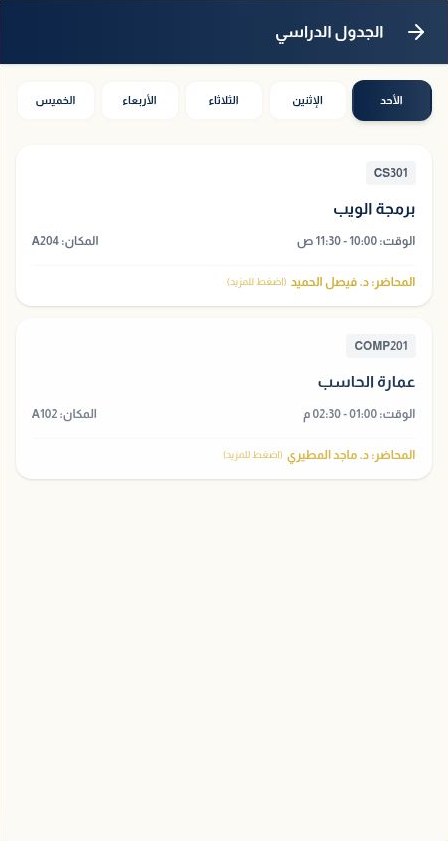 الجدول الدراسي
الأحد الإثنين الثلاثاء الأربعاء الخميس
CS301
برمجة الويب
الوقت: 10:00 - 11:30 ص المكان: A204
المحاضر: د. فيصل الحميد (اضغط للمزيد)
COMP201
عمارة الحاسب
الوقت: 01:00 - 02:30 م المكان: A102
المحاضر: د. ماجد المطيري (اضغط للمزيد)